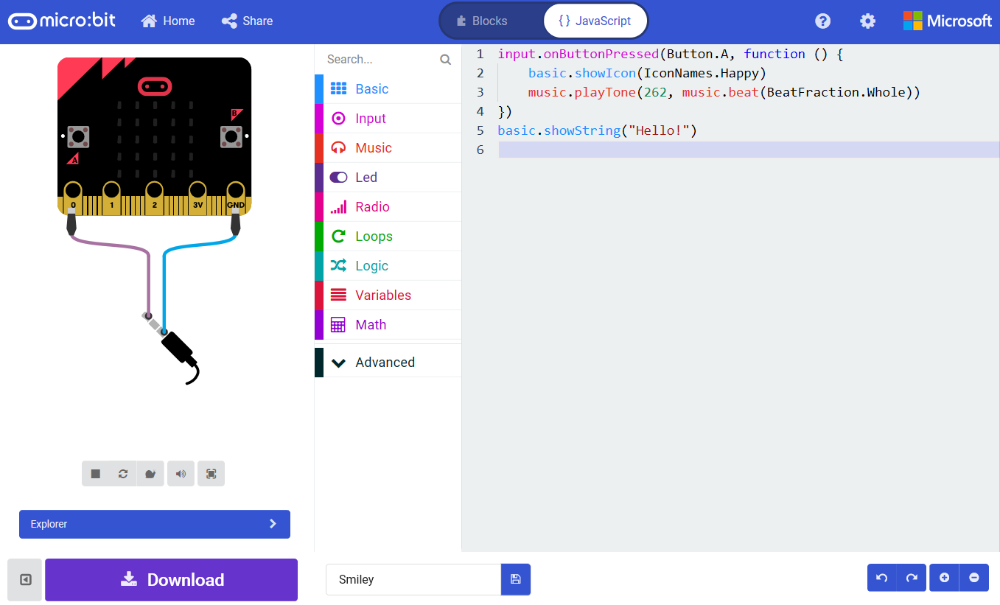 micro:bit Home Share Blocks {} JavaScript ? Microsoft
B
A
0 1 2 3V GND
Explorer
Download
Search...
Basic
Input
Music
Led
Radio
Loops
Logic
Variables
Math
Advanced
1 input.onButtonPressed(Button.A, function () {
2     basic.showIcon(IconNames.Happy)
3     music.playTone(262, music.beat(BeatFraction.Whole))
4 })
5 basic.showString("Hello!")
6
Smiley